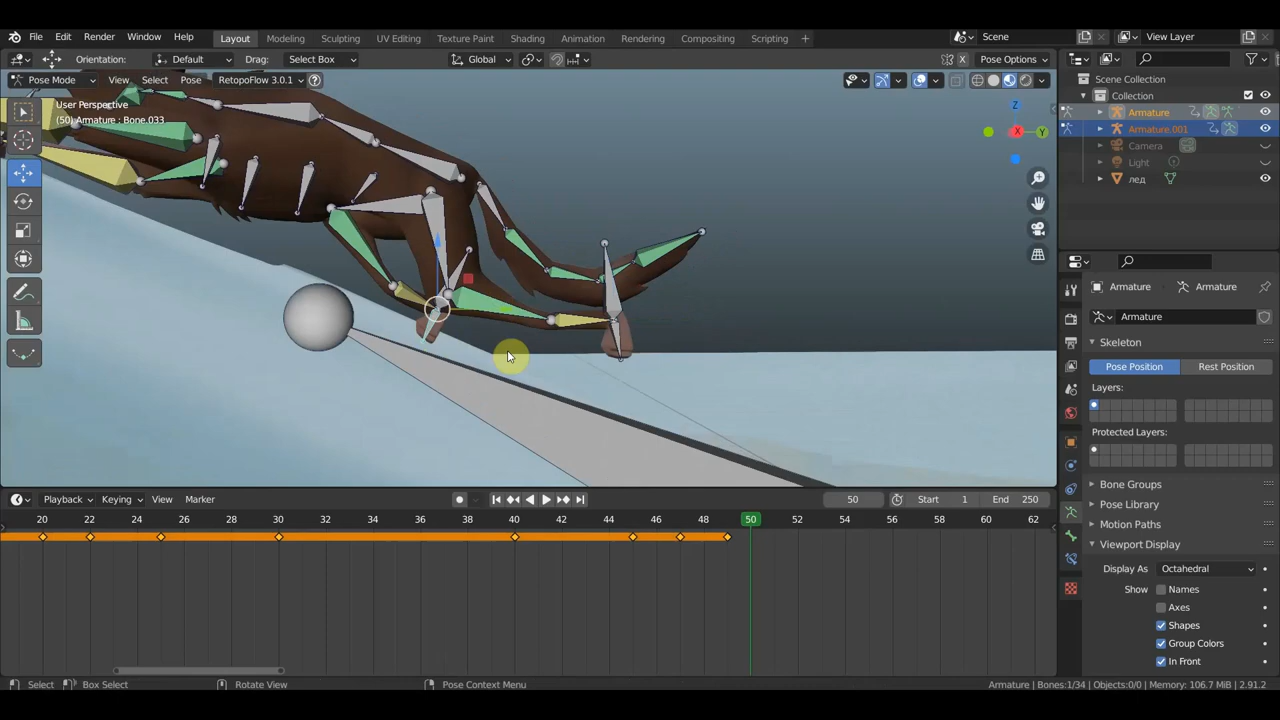 File Edit Render Window Help Layout Modeling Sculpting UV Editing Texture Paint Shading Animation Rendering Compositing Scripting + Scene View Layer
Orientation: Default Drag: Select Box Global X Pose Options
Pose Mode View Select Pose RetopoFlow 3.0.1
User Perspective
(50) Armature : Bone.033
X Y Z
Scene Collection
Collection
Armature
Armature.001
Camera
Light
лед
Armature Armature
Armature
Skeleton
Pose Position Rest Position
Layers:
Protected Layers:
Bone Groups
Pose Library
Motion Paths
Viewport Display
Display As Octahedral
Show Names
Axes
Shapes
Group Colors
In Front
Playback Keying View Marker 50 Start 1 End 250
20 22 25 26 28 30 32 34 36 38 40 42 44 46 48 50 52 54 56 58 60 62
Select Box Select Rotate View Pose Context Menu Armature | Bones:1/34 | Objects:0/0 | Memory: 106.7 MiB | 2.91.2